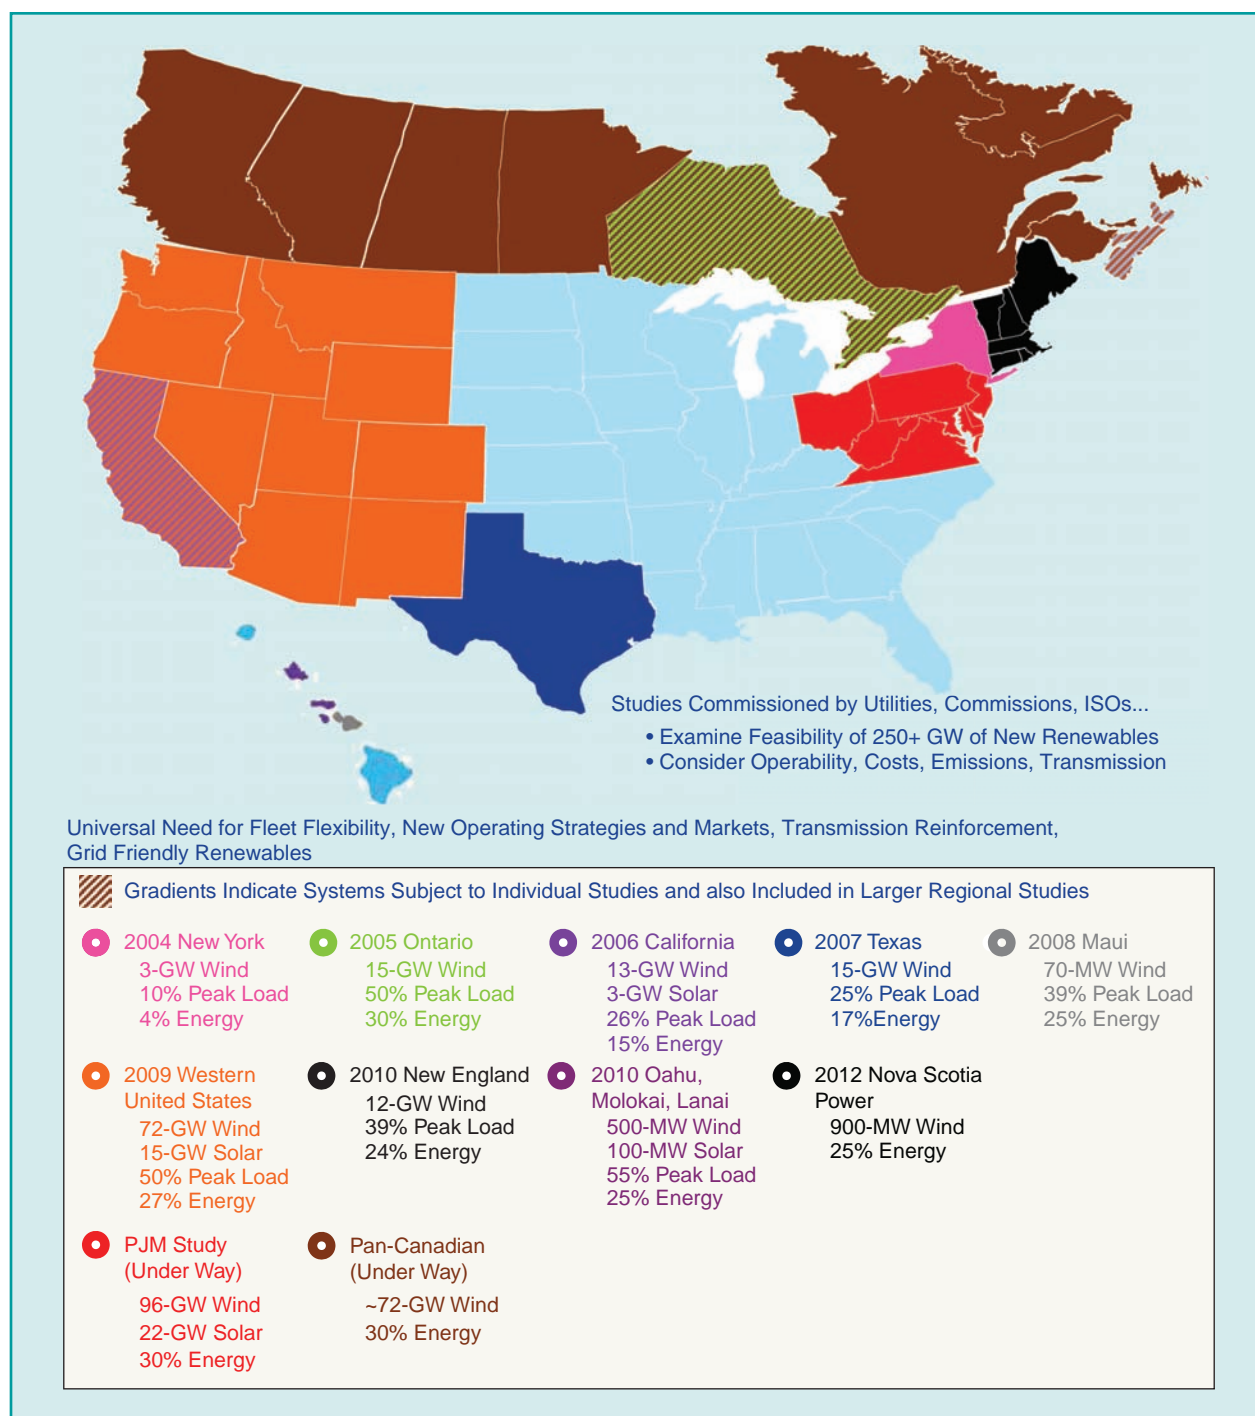 Studies Commissioned by Utilities, Commissions, ISOs...
• Examine Feasibility of 250+ GW of New Renewables
• Consider Operability, Costs, Emissions, Transmission
Universal Need for Fleet Flexibility, New Operating Strategies and Markets, Transmission Reinforcement,
Grid Friendly Renewables
Gradients Indicate Systems Subject to Individual Studies and also Included in Larger Regional Studies
2004 New York
3-GW Wind
10% Peak Load
4% Energy
2005 Ontario
15-GW Wind
50% Peak Load
30% Energy
2006 California
13-GW Wind
3-GW Solar
26% Peak Load
15% Energy
2007 Texas
15-GW Wind
25% Peak Load
17%Energy
2008 Maui
70-MW Wind
39% Peak Load
25% Energy
2009 Western
United States
72-GW Wind
15-GW Solar
50% Peak Load
27% Energy
2010 New England
12-GW Wind
39% Peak Load
24% Energy
2010 Oahu,
Molokai, Lanai
500-MW Wind
100-MW Solar
55% Peak Load
25% Energy
2012 Nova Scotia
Power
900-MW Wind
25% Energy
PJM Study
(Under Way)
96-GW Wind
22-GW Solar
30% Energy
Pan-Canadian
(Under Way)
~72-GW Wind
30% Energy